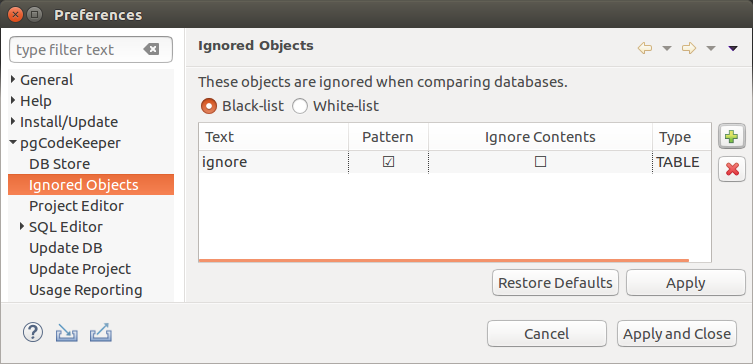 Preferences
type filter text
General
Help
Install/Update
pgCodeKeeper
DB Store
Ignored Objects
Project Editor
SQL Editor
Update DB
Update Project
Usage Reporting
Ignored Objects
These objects are ignored when comparing databases.
Black-list White-list
Text Pattern Ignore Contents Type
ignore TABLE
Restore Defaults Apply
Cancel Apply and Close